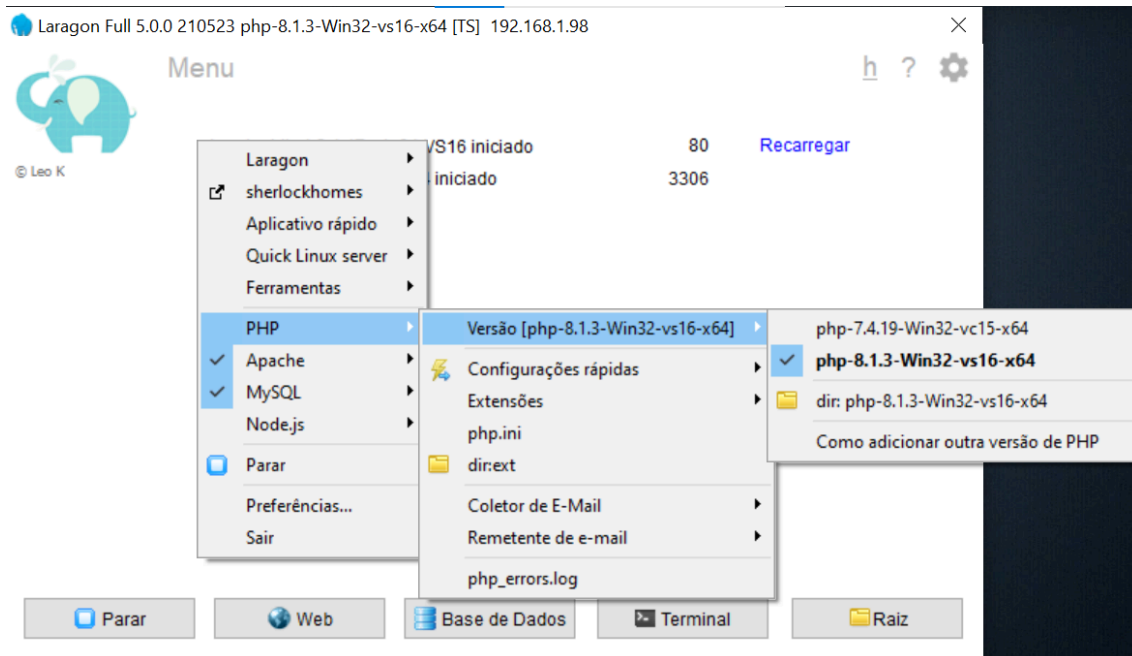 Laragon Full 5.0.0 210523 php-8.1.3-Win32-vs16-x64 [TS] 192.168.1.98
Menu
h ?
© Leo K
VS16 iniciado 80 Recarregar
iniciado 3306
Laragon
sherlockhomes
Aplicativo rápido
Quick Linux server
Ferramentas
PHP
Apache
MySQL
Node.js
Parar
Preferências...
Sair
Versão [php-8.1.3-Win32-vs16-x64]
Configurações rápidas
Extensões
php.ini
dir:ext
Coletor de E-Mail
Remetente de e-mail
php_errors.log
php-7.4.19-Win32-vc15-x64
php-8.1.3-Win32-vs16-x64
dir: php-8.1.3-Win32-vs16-x64
Como adicionar outra versão de PHP
Parar Web Base de Dados Terminal Raiz